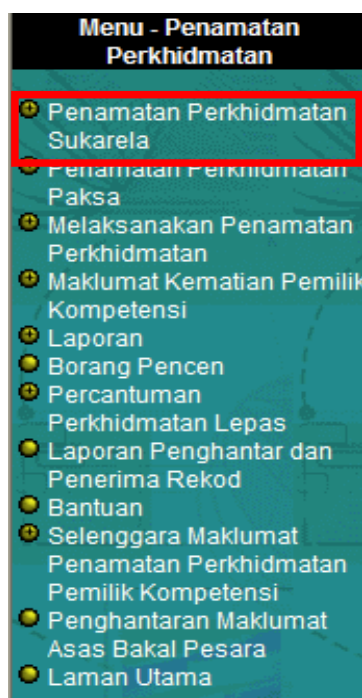 Menu - Penamatan
Perkhidmatan
Penamatan Perkhidmatan
Sukarela
Penamatan Perkhidmatan
Paksa
Melaksanakan Penamatan
Perkhidmatan
Maklumat Kematian Pemilik
Kompetensi
Laporan
Borang Pencen
Percantuman
Perkhidmatan Lepas
Laporan Penghantar dan
Penerima Rekod
Bantuan
Selenggara Maklumat
Penamatan Perkhidmatan
Pemilik Kompetensi
Penghantaran Maklumat
Asas Bakal Pesara
Laman Utama